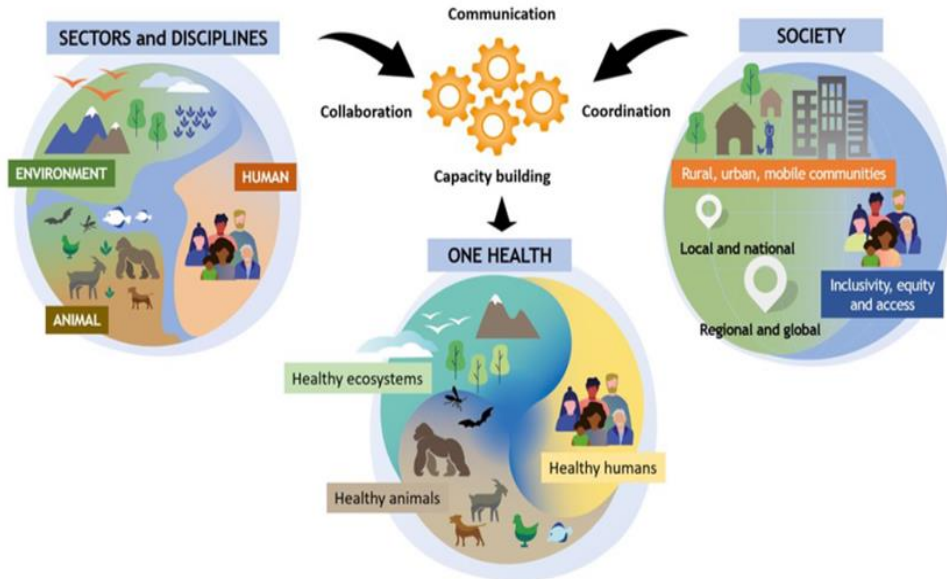 Communication
SECTORS and DISCIPLINES
SOCIETY
Collaboration
Coordination
Capacity building
ENVIRONMENT
HUMAN
ANIMAL
Rural, urban, mobile communities
Local and national
Inclusivity, equity
and access
Regional and global
ONE HEALTH
Healthy ecosystems
Healthy humans
Healthy animals